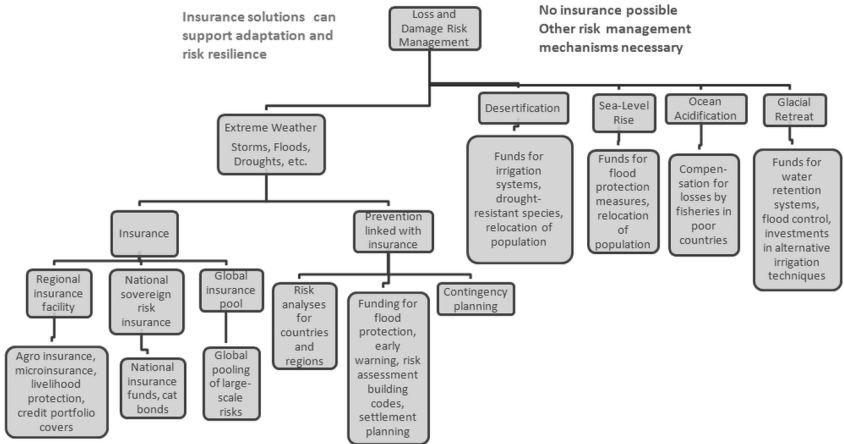 Insurance solutions can
support adaptation and
risk resilience
Loss and
Damage Risk
Management
No insurance possible
Other risk management
mechanisms necessary
Extreme Weather
Storms, Floods,
Droughts, etc.
Desertification
Sea-Level
Rise
Ocean
Acidification
Glacial
Retreat
Funds for
irrigation
systems,
drought-
resistant species,
relocation of
population
Funds for
flood
protection
measures,
relocation
of
population
Compen-
sation for
losses by
fisheries in
poor
countries
Funds for
water
retention
systems,
flood control,
investments
in alternative
irrigation
techniques
Insurance
Prevention
linked with
insurance
Regional
insurance
facility
National
sovereign
risk
insurance
Global
insurance
pool
Risk
analyses for
countries
and
regions
Funding for
flood
protection,
early
warning, risk
assessment
building
codes,
settlement
planning
Contingency
planning
Agro insurance,
microinsurance,
livelihood
protection,
credit portfolio
covers
National
insurance
funds, cat
bonds
Global
pooling
of large-
scale
risks